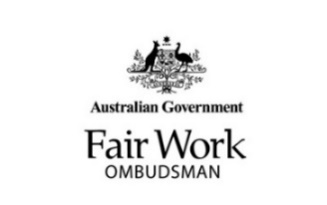 Australian Government
Fair Work
OMBUDSMAN